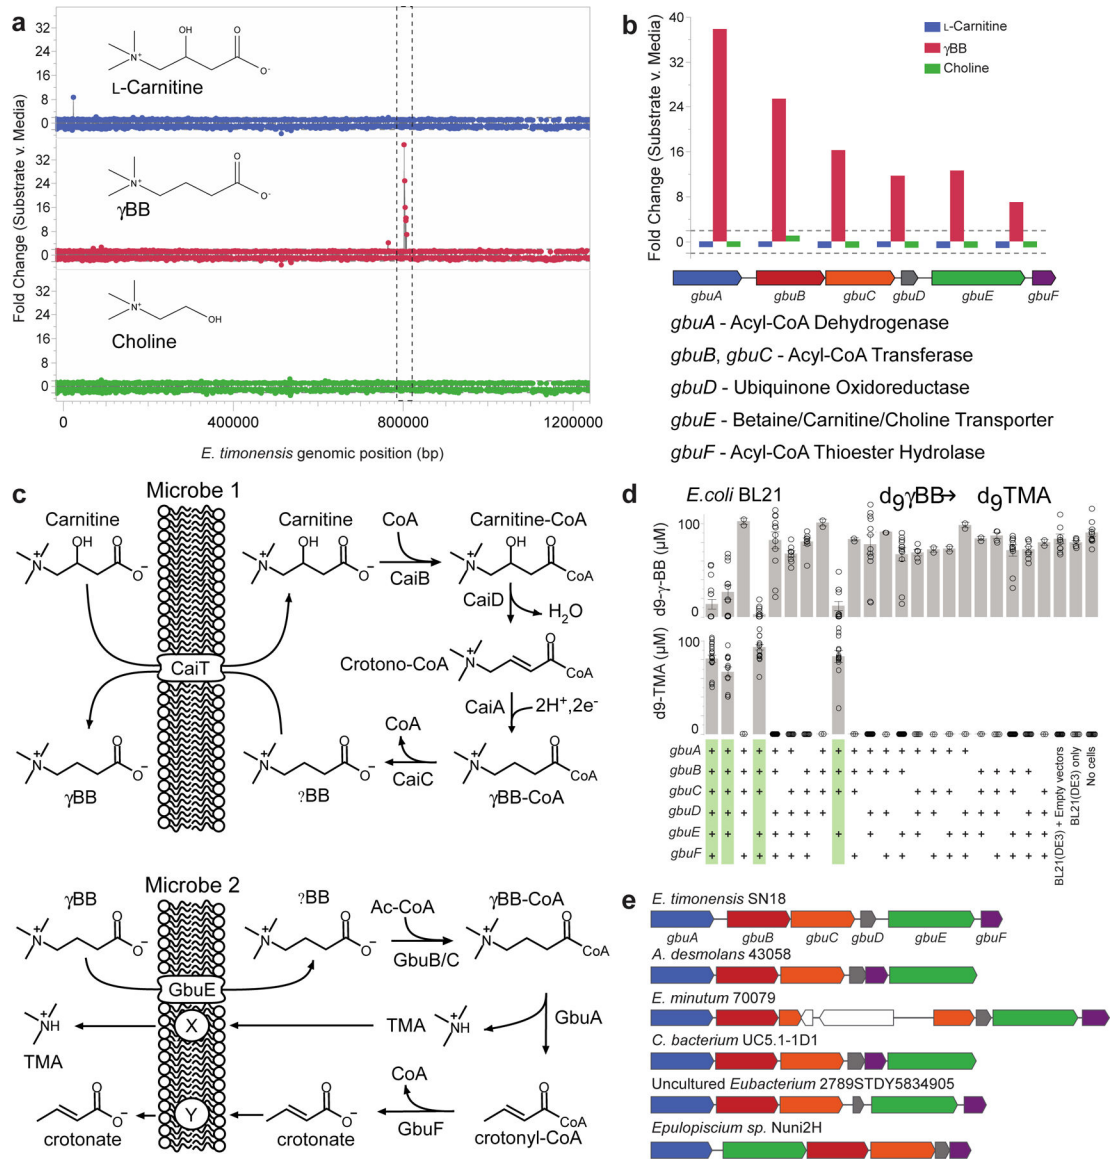 a
Fold Change (Substrate v. Media)
32
24
16
8
0
OH
O
N+
O-
L-Carnitine
32
24
16
8
0
O
N+
O-
γBB
32
24
16
8
0
N+
OH
Choline
0
400000
800000
1200000
E. timonensis genomic position (bp)
b
Fold Change (Substrate v. Media)
40
32
24
16
8
0
L-Carnitine
γBB
Choline
gbuA
gbuB
gbuC
gbuD
gbuE
gbuF
gbuA - Acyl-CoA Dehydrogenase
gbuB, gbuC - Acyl-CoA Transferase
gbuD - Ubiquinone Oxidoreductase
gbuE - Betaine/Carnitine/Choline Transporter
gbuF - Acyl-CoA Thioester Hydrolase
c
Microbe 1
Carnitine
Carnitine
CoA
Carnitine-CoA
CaiB
CaiD
H2O
Crotono-CoA
CaiT
CaiA
2H+,2e-
CoA
CaiC
γBB
?BB
γBB-CoA
Microbe 2
γBB
?BB
Ac-CoA
γBB-CoA
GbuB/C
GbuE
GbuA
X
TMA
NH
TMA
CoA
Y
GbuF
crotonate
crotonate
crotonyl-CoA
d
E.coli BL21
d9γBB→ d9TMA
d9-γ-BB (µM)
100
0
d9-TMA (µM)
100
0
gbuA + + + + + + + + + + + + +
gbuB
gbuC
gbuD
gbuE
gbuF
BL21(DE3) + Empty vectors
BL21(DE3) only
No cells
e
E. timonensis SN18
gbuA
gbuB
gbuC
gbuD
gbuE
gbuF
A. desmolans 43058
E. minutum 70079
C. bacterium UC5.1-1D1
Uncultured Eubacterium 2789STDY5834905
Epulopiscium sp. Nuni2H